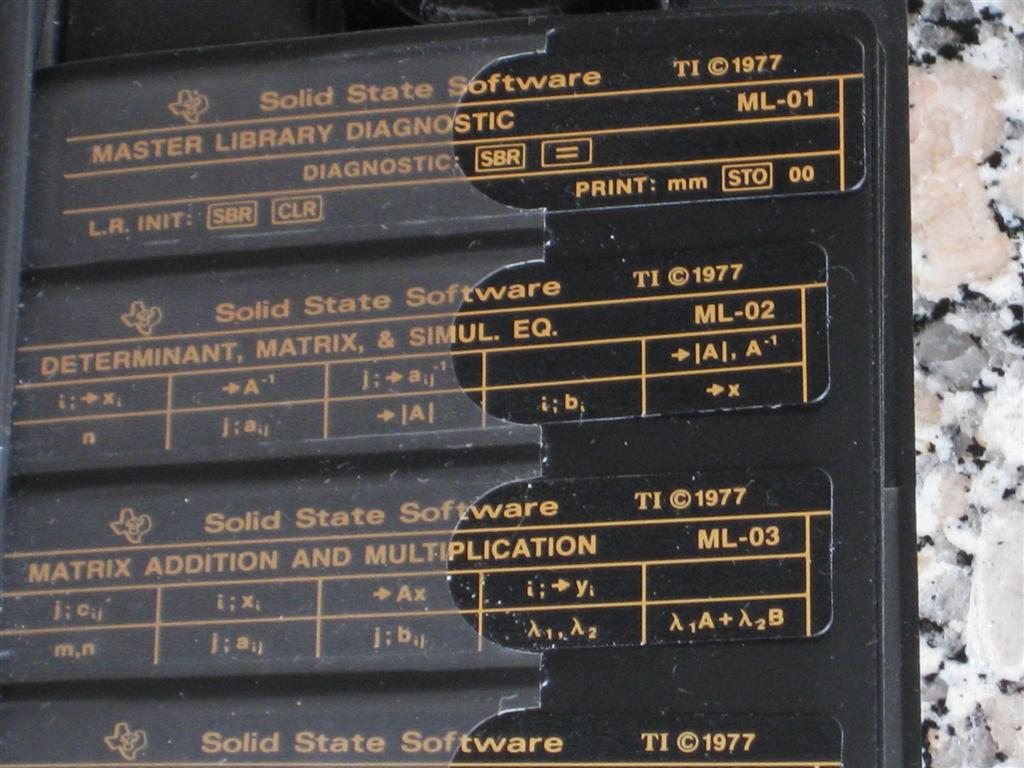 Solid State Software TI ©1977
MASTER LIBRARY DIAGNOSTIC ML-01
DIAGNOSTIC: SBR =
L.R. INIT: SBR CLR PRINT: mm STO 00
Solid State Software TI ©1977
DETERMINANT, MATRIX, & SIMUL. EQ. ML-02
i;→xᵢ →A⁻¹ j;→aᵢⱼ⁻¹ →|A|, A⁻¹
n j;aᵢⱼ →|A| i;bᵢ →x
Solid State Software TI ©1977
MATRIX ADDITION AND MULTIPLICATION ML-03
j;cᵢⱼ i;xᵢ →Ax i;→yᵢ
m,n j;aᵢⱼ j;bᵢⱼ λ₁,λ₂ λ₁A+λ₂B
Solid State Software TI ©1977